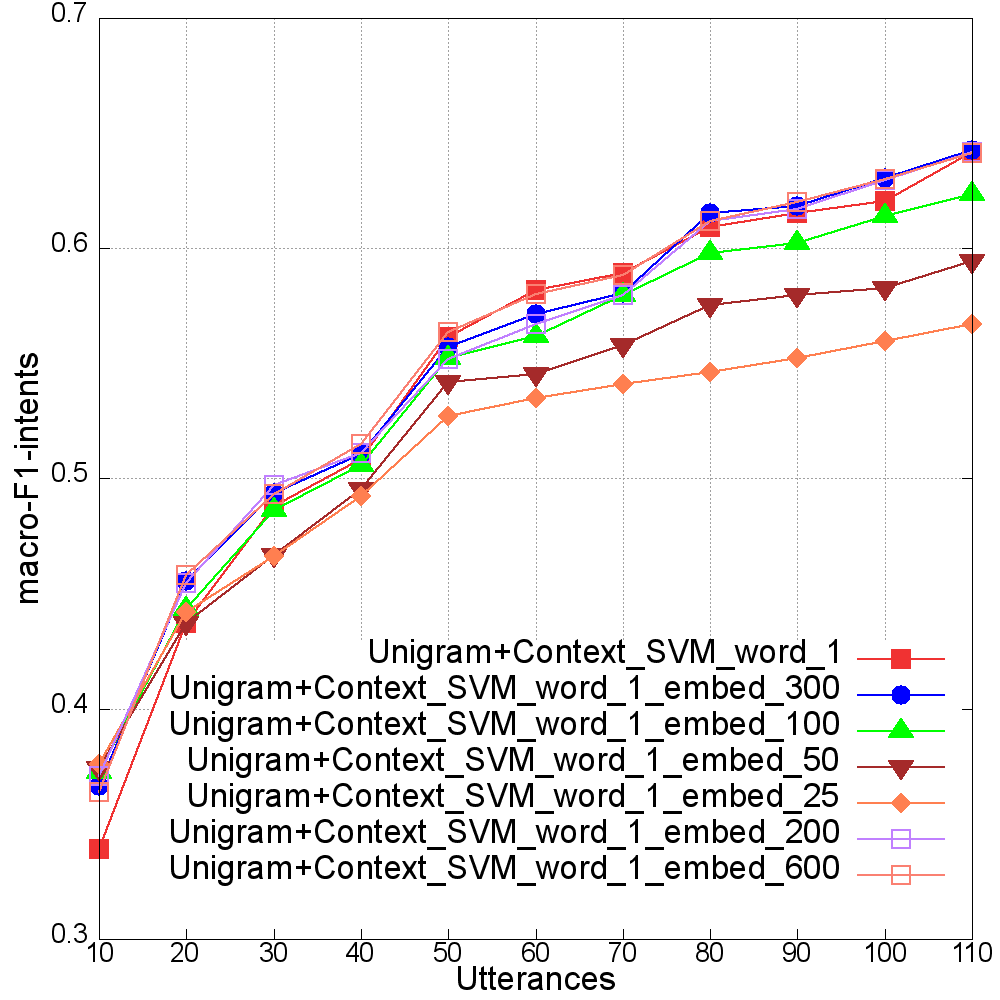 0.7
0.6
0.5
0.4
0.3
macro-F1-intents
Unigram+Context_SVM_word_1
Unigram+Context_SVM_word_1_embed_300
Unigram+Context_SVM_word_1_embed_100
Unigram+Context_SVM_word_1_embed_50
Unigram+Context_SVM_word_1_embed_25
Unigram+Context_SVM_word_1_embed_200
Unigram+Context_SVM_word_1_embed_600
10 20 30 40 50 60 70 80 90 100 110
Utterances